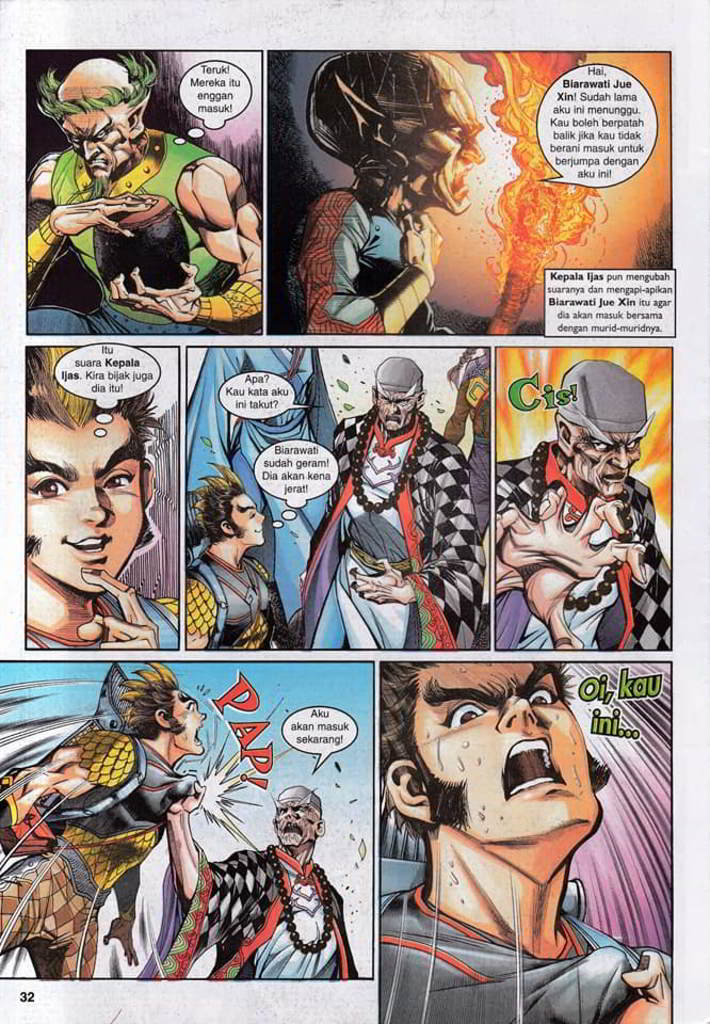 Teruk!
Mereka itu
enggan
masuk!
Hai,
Biarawati Jue
Xin! Sudah lama
aku ini menunggu.
Kau boleh berpatah
balik jika kau tidak
berani masuk untuk
berjumpa dengan
aku ini!
Kepala Ijas pun mengubah
suaranya dan mengapi-apikan
Biarawati Jue Xin itu agar
dia akan masuk bersemuka
dengan murid-muridnya.
Itu
suara Kepala
Ijas. Kira bijak juga
dia itu!
Apa?
Kau kata aku
ini takut?
Biarawati
sudah geram!
Dia akan kena
jerat!
Cis!
PAP!
Aku
akan masuk
sekarang!
Oi, kau
ini...
32